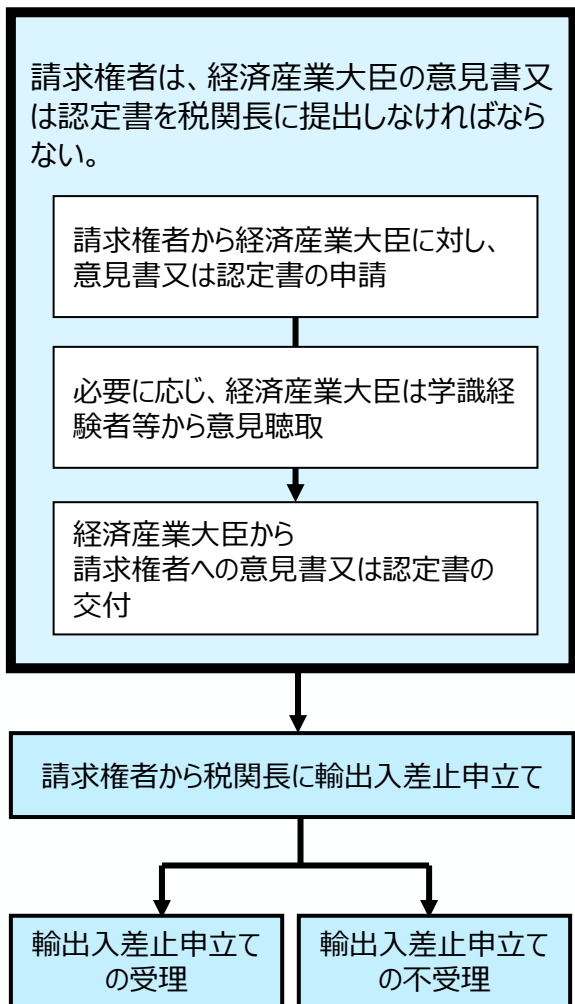 請求権者は、経済産業大臣の意見書又
は認定書を税関長に提出しなければなら
ない。
請求権者から経済産業大臣に対し、
意見書又は認定書の申請
必要に応じ、経済産業大臣は学識経
験者等から意見聴取
経済産業大臣から
請求権者への意見書又は認定書の
交付
請求権者から税関長に輸出入差止申立て
輸出入差止申立て
の受理
輸出入差止申立て
の不受理